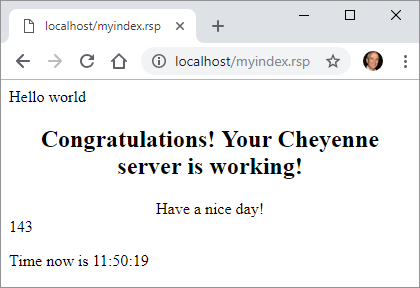 localhost/myindex.rsp
localhost/myindex.rsp
Hello world
Congratulations! Your Cheyenne
server is working!
Have a nice day!
143
Time now is 11:50:19